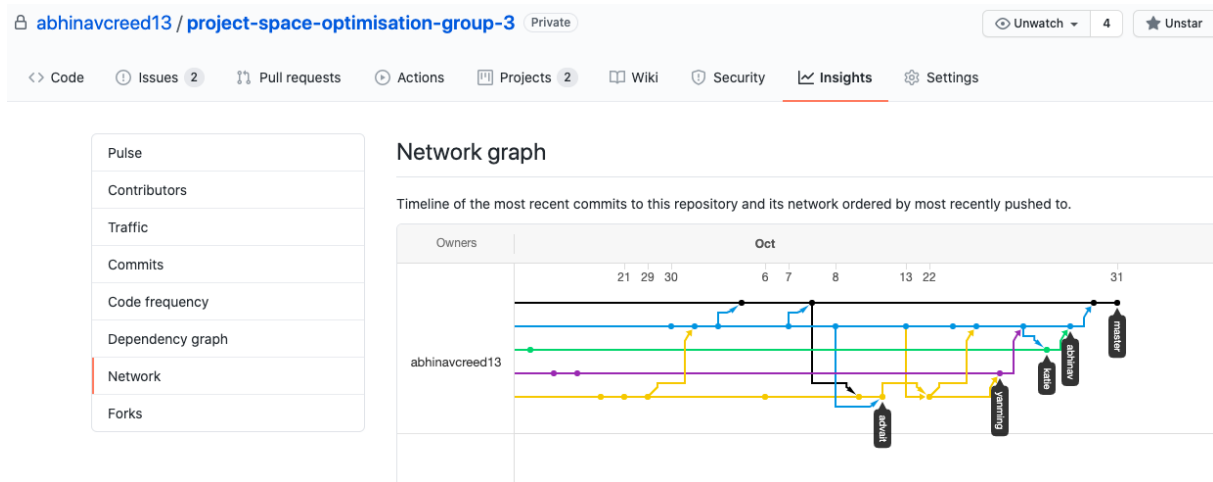 abhinavcreed13 / project-space-optimisation-group-3 Private
Unwatch 4 Unstar
Code Issues 2 Pull requests Actions Projects 2 Wiki Security Insights Settings
Pulse
Contributors
Traffic
Commits
Code frequency
Dependency graph
Network
Forks
Network graph
Timeline of the most recent commits to this repository and its network ordered by most recently pushed to.
Owners Oct
21 29 30 6 7 8 13 22 31
abhinavcreed13
master
abhinav
katie
yanming
advait